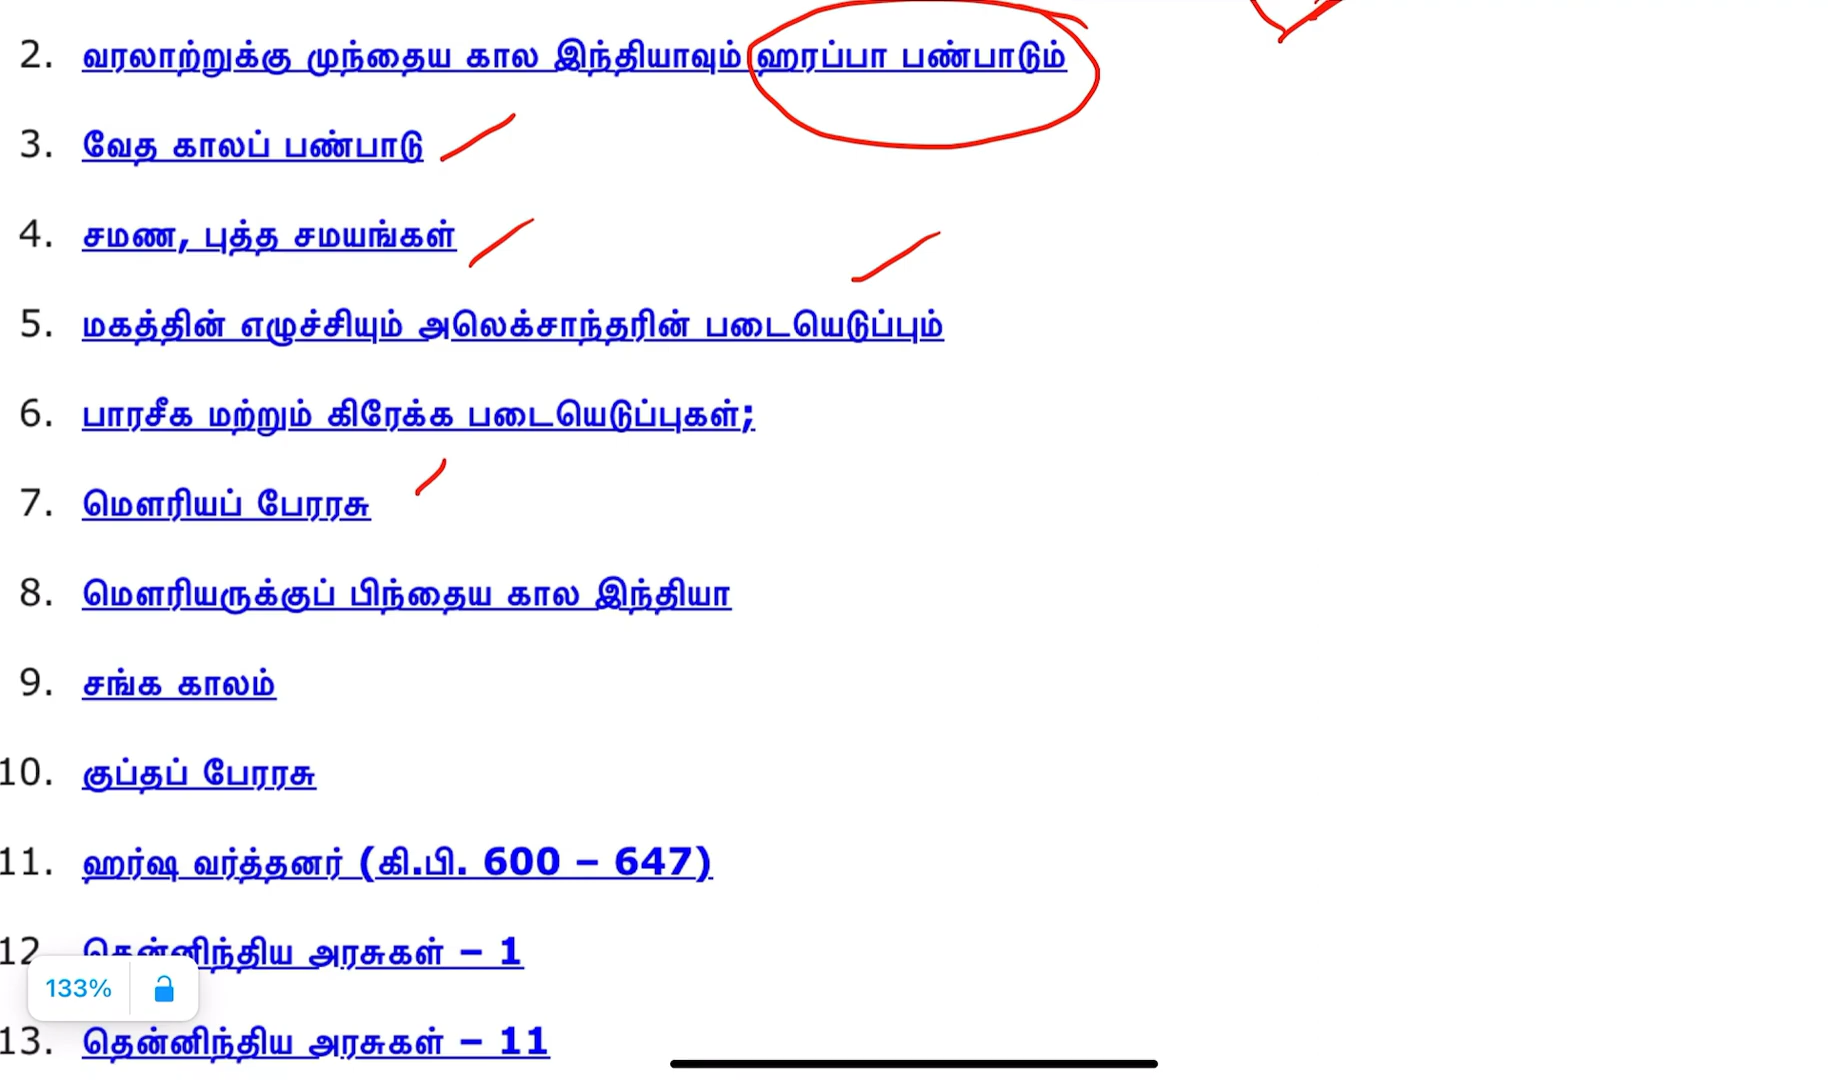 2. வரலாற்றுக்கு முந்தைய கால இந்தியாவும் ஹரப்பா பண்பாடும்
3. வேத காலப் பண்பாடு
4. சமண, புத்த சமயங்கள்
5. மகத்தின் எழுச்சியும் அலெக்சாந்தரின் படையெடுப்பும்
6. பாரசீக மற்றும் கிரேக்க படையெடுப்புகள்;
7. மௌரியப் பேரரசு
8. மௌரியருக்குப் பிந்தைய கால இந்தியா
9. சங்க காலம்
10. குப்தப் பேரரசு
11. ஹர்ஷ வர்த்தனர் (கி.பி. 600 – 647)
12. தென்னிந்திய அரசுகள் – 1
133%
13. தென்னிந்திய அரசுகள் – 11